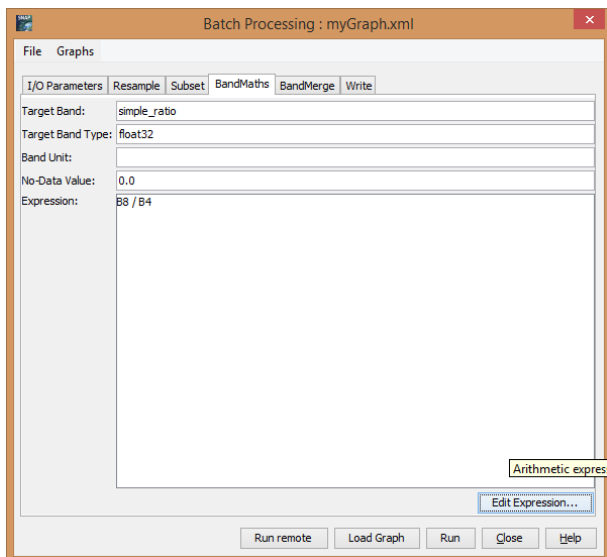 SNAP
Batch Processing : myGraph.xml
File Graphs
I/O Parameters Resample Subset BandMaths BandMerge Write
Target Band: simple_ratio
Target Band Type: float32
Band Unit:
No-Data Value: 0.0
Expression: B8 / B4
Arithmetic expres
Edit Expression...
Run remote Load Graph Run Close Help